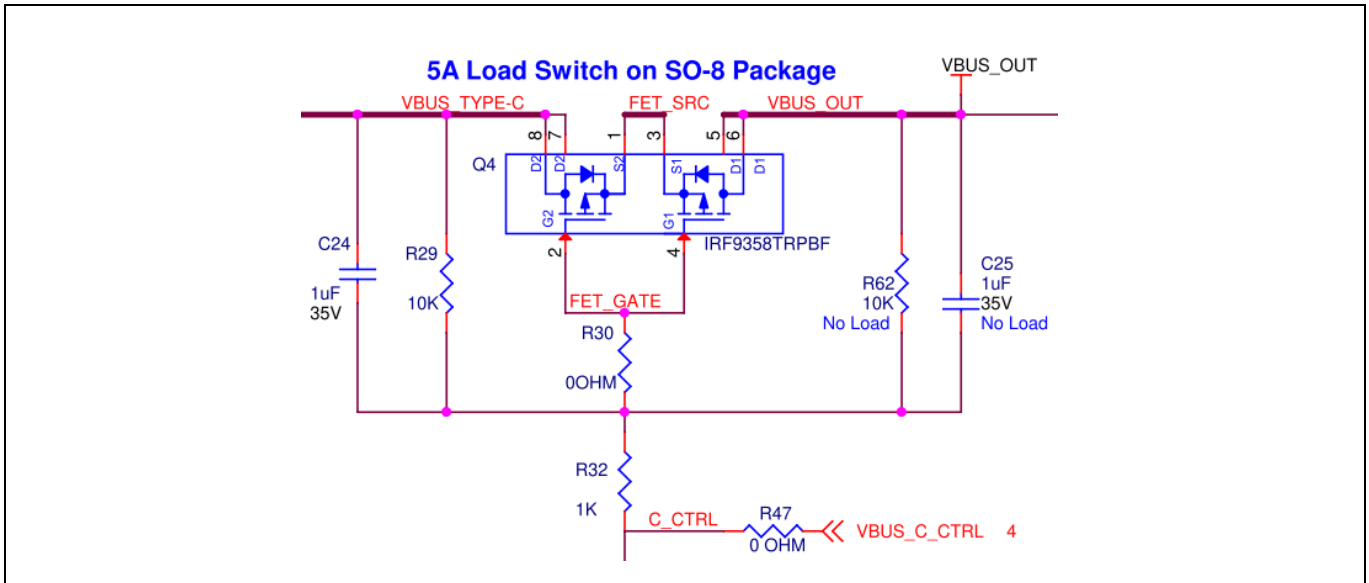 5A Load Switch on SO-8 Package
VBUS_OUT
VBUS_TYPE-C
FET_SRC
VBUS_OUT
8
7
1
3
5
6
Q4
D2
D2
S2
S1
D1
D1
G2
G1
IRF9358TRPBF
2
4
C24
1uF
35V
R29
10K
FET_GATE
R30
0OHM
R62
10K
No Load
C25
1uF
35V
No Load
R32
1K
C_CTRL
R47
0 OHM
VBUS_C_CTRL 4